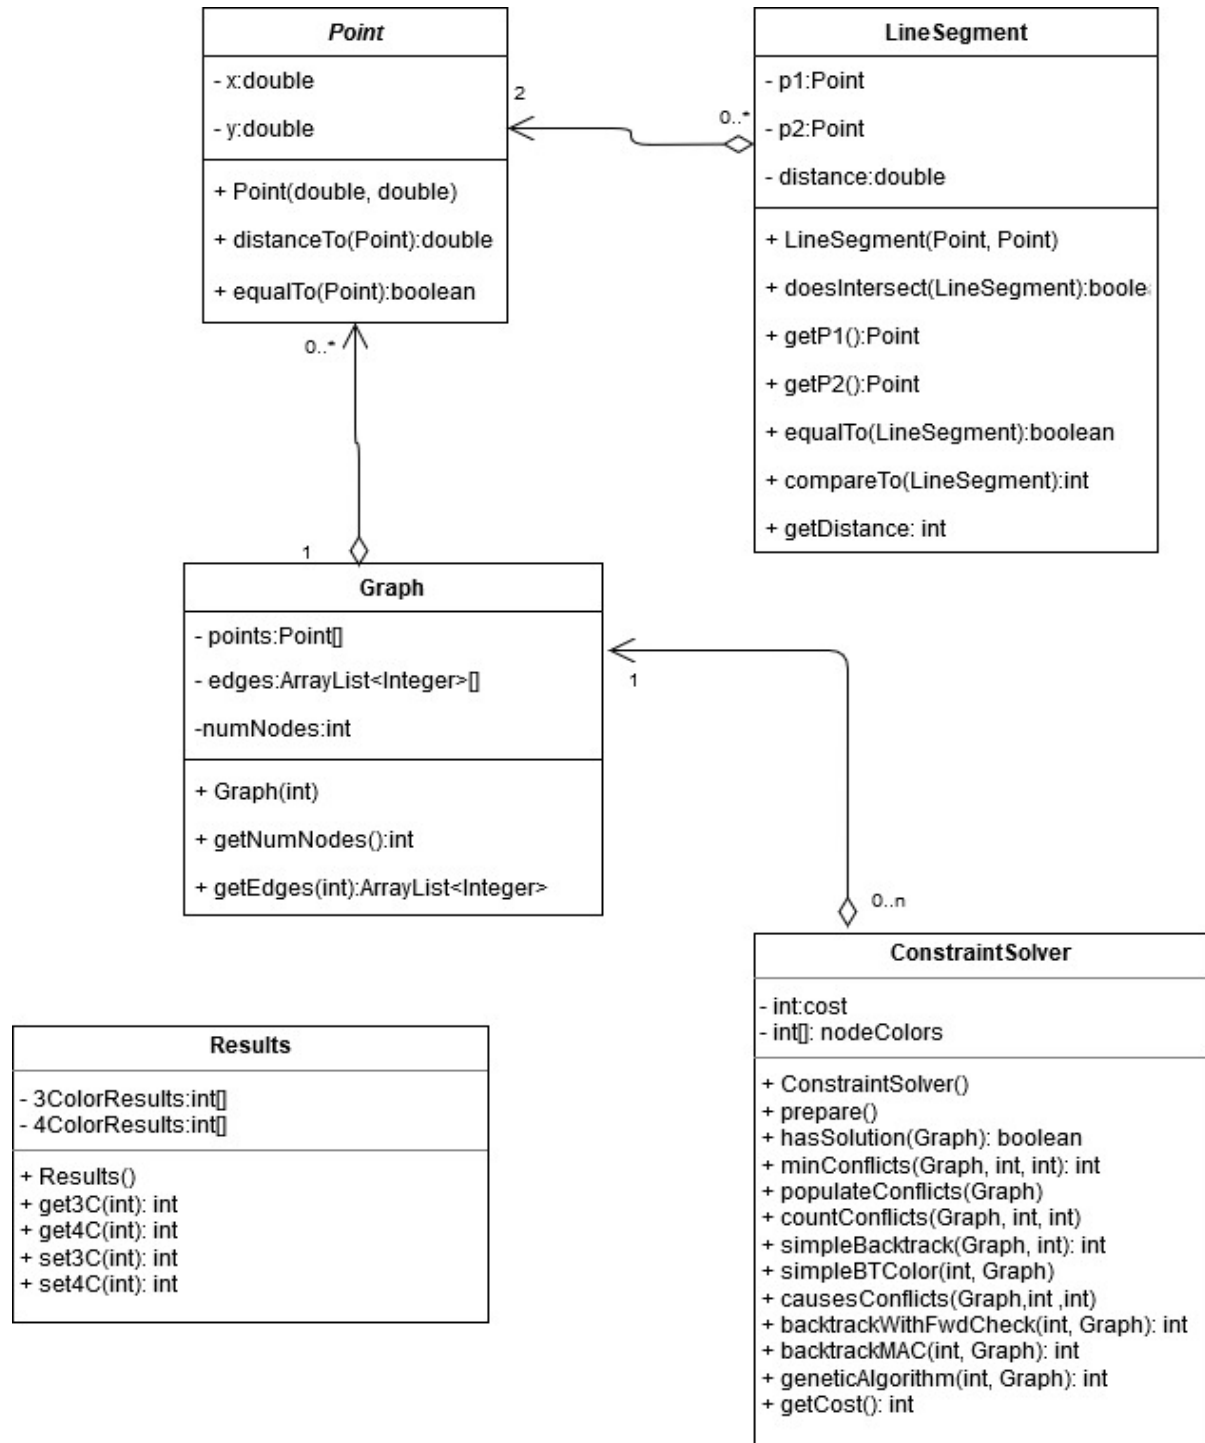 Point
- x:double
- y:double
+ Point(double, double)
+ distanceTo(Point):double
+ equalTo(Point):boolean
2
0..*
LineSegment
- p1:Point
- p2:Point
- distance:double
+ LineSegment(Point, Point)
+ doesIntersect(LineSegment):boole
+ getP1():Point
+ getP2():Point
+ equalTo(LineSegment):boolean
+ compareTo(LineSegment):int
+ getDistance: int
0..*
1
Graph
- points:Point[]
- edges:ArrayList<Integer>[]
-numNodes:int
+ Graph(int)
+ getNumNodes():int
+ getEdges(int):ArrayList<Integer>
1
0..n
ConstraintSolver
- int:cost
- int[]: nodeColors
+ ConstraintSolver()
+ prepare()
+ hasSolution(Graph): boolean
+ minConflicts(Graph, int, int): int
+ populateConflicts(Graph)
+ countConflicts(Graph, int, int)
+ simpleBacktrack(Graph, int): int
+ simpleBTColor(int, Graph)
+ causesConflicts(Graph,int ,int)
+ backtrackWithFwdCheck(int, Graph): int
+ backtrackMAC(int, Graph): int
+ geneticAlgorithm(int, Graph): int
+ getCost(): int
Results
- 3ColorResults:int[]
- 4ColorResults:int[]
+ Results()
+ get3C(int): int
+ get4C(int): int
+ set3C(int): int
+ set4C(int): int